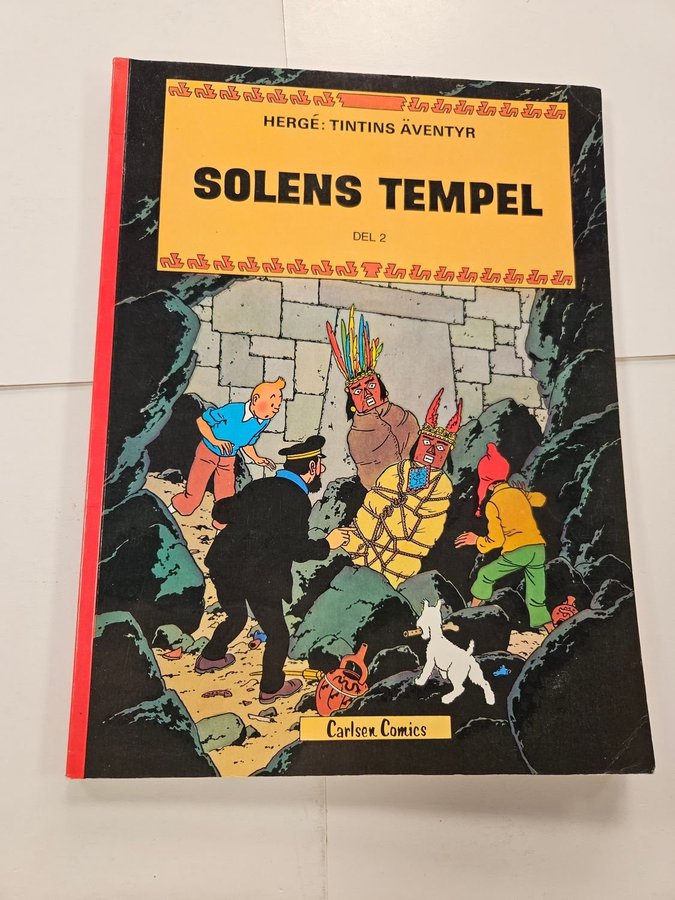 HERGÉ: TINTINS ÄVENTYR
SOLENS TEMPEL
DEL 2
Carlsen Comics